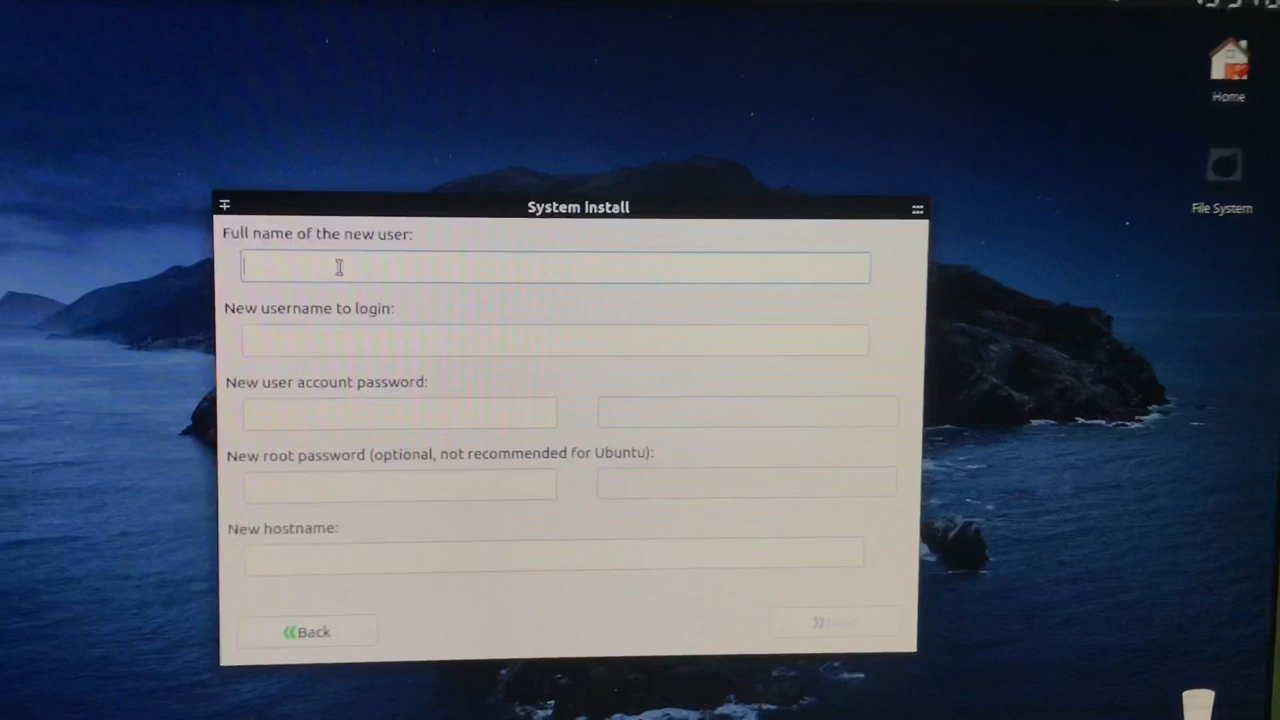 Home
File System
System install
Full name of the new user:
New username to login:
New user account password:
New root password (optional, not recommended for Ubuntu):
New hostname:
Back
Next